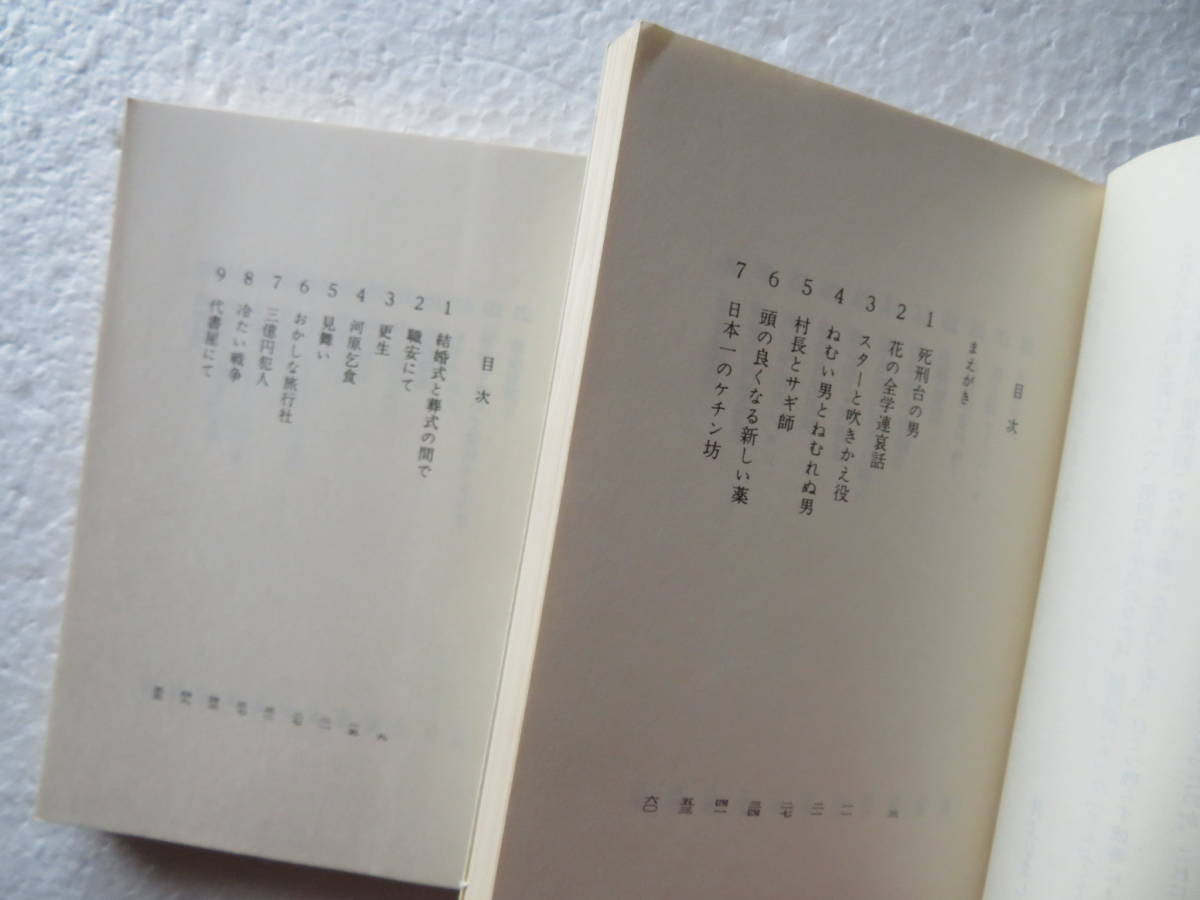 目次
まえがき
1 死刑台の男
2 花の全学連哀話
3 スターと吹きかえ役
4 ねむい男とねむれぬ男
5 村長とサギ師
6 頭の良くなる新しい薬
7 日本一のケチン坊
目次
1 結婚式と葬式の間で
2 職安にて
3 更生
4 河原乞食
5 見舞い
6 おかしな旅行社
7 三億円犯人
8 冷たい戦争
9 代書屋にて